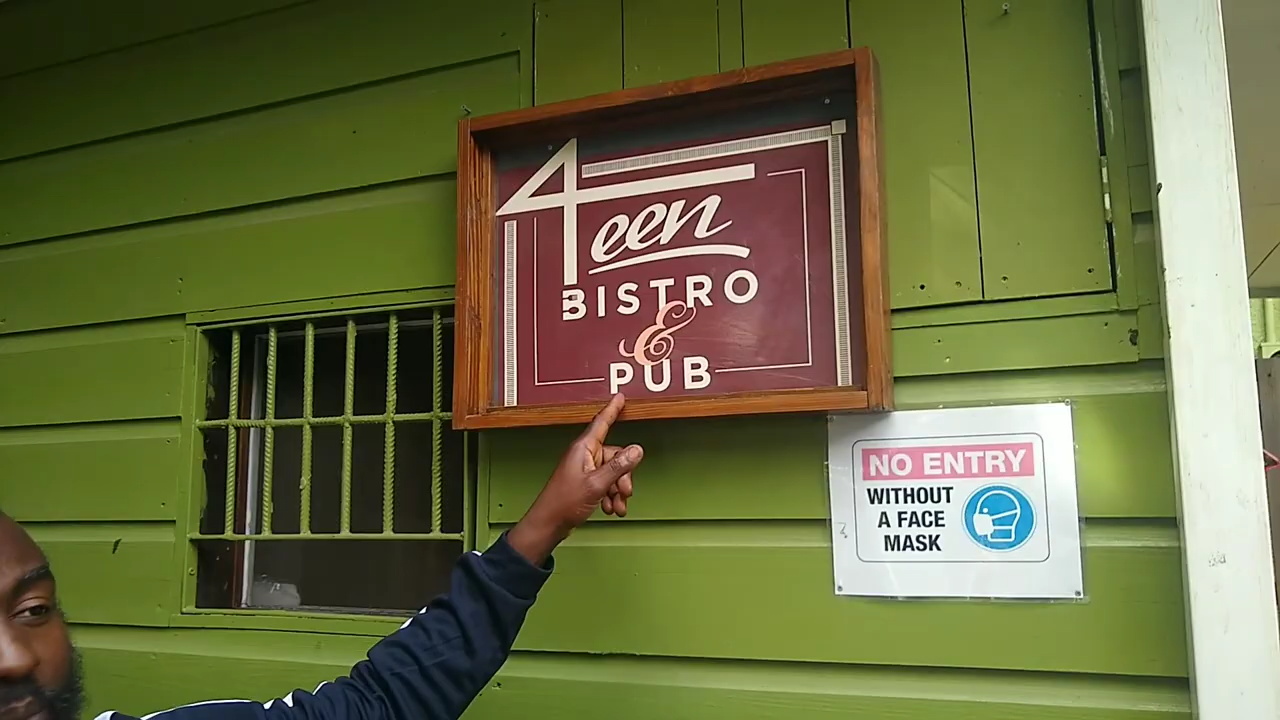 4een
BISTRO
&
PUB
NO ENTRY
WITHOUT
A FACE
MASK